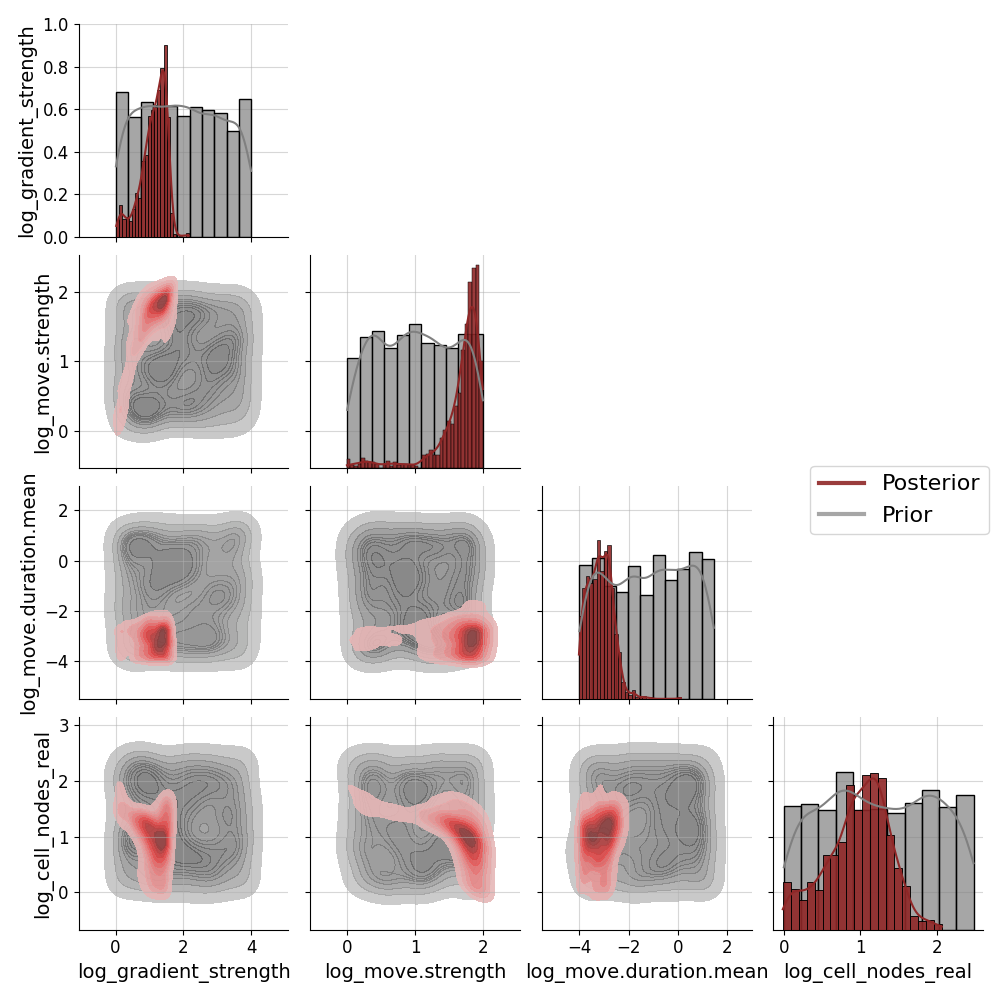 log_gradient_strength
1.0
0.8
0.6
0.4
0.2
0.0
log_move.strength
2
1
0
log_move.duration.mean
2
0
−2
−4
Posterior
Prior
log_cell_nodes_real
3
2
1
0
0 2 4
0 1 2
−4 −2 0 2
0 1 2
log_gradient_strength
log_move.strength
log_move.duration.mean
log_cell_nodes_real